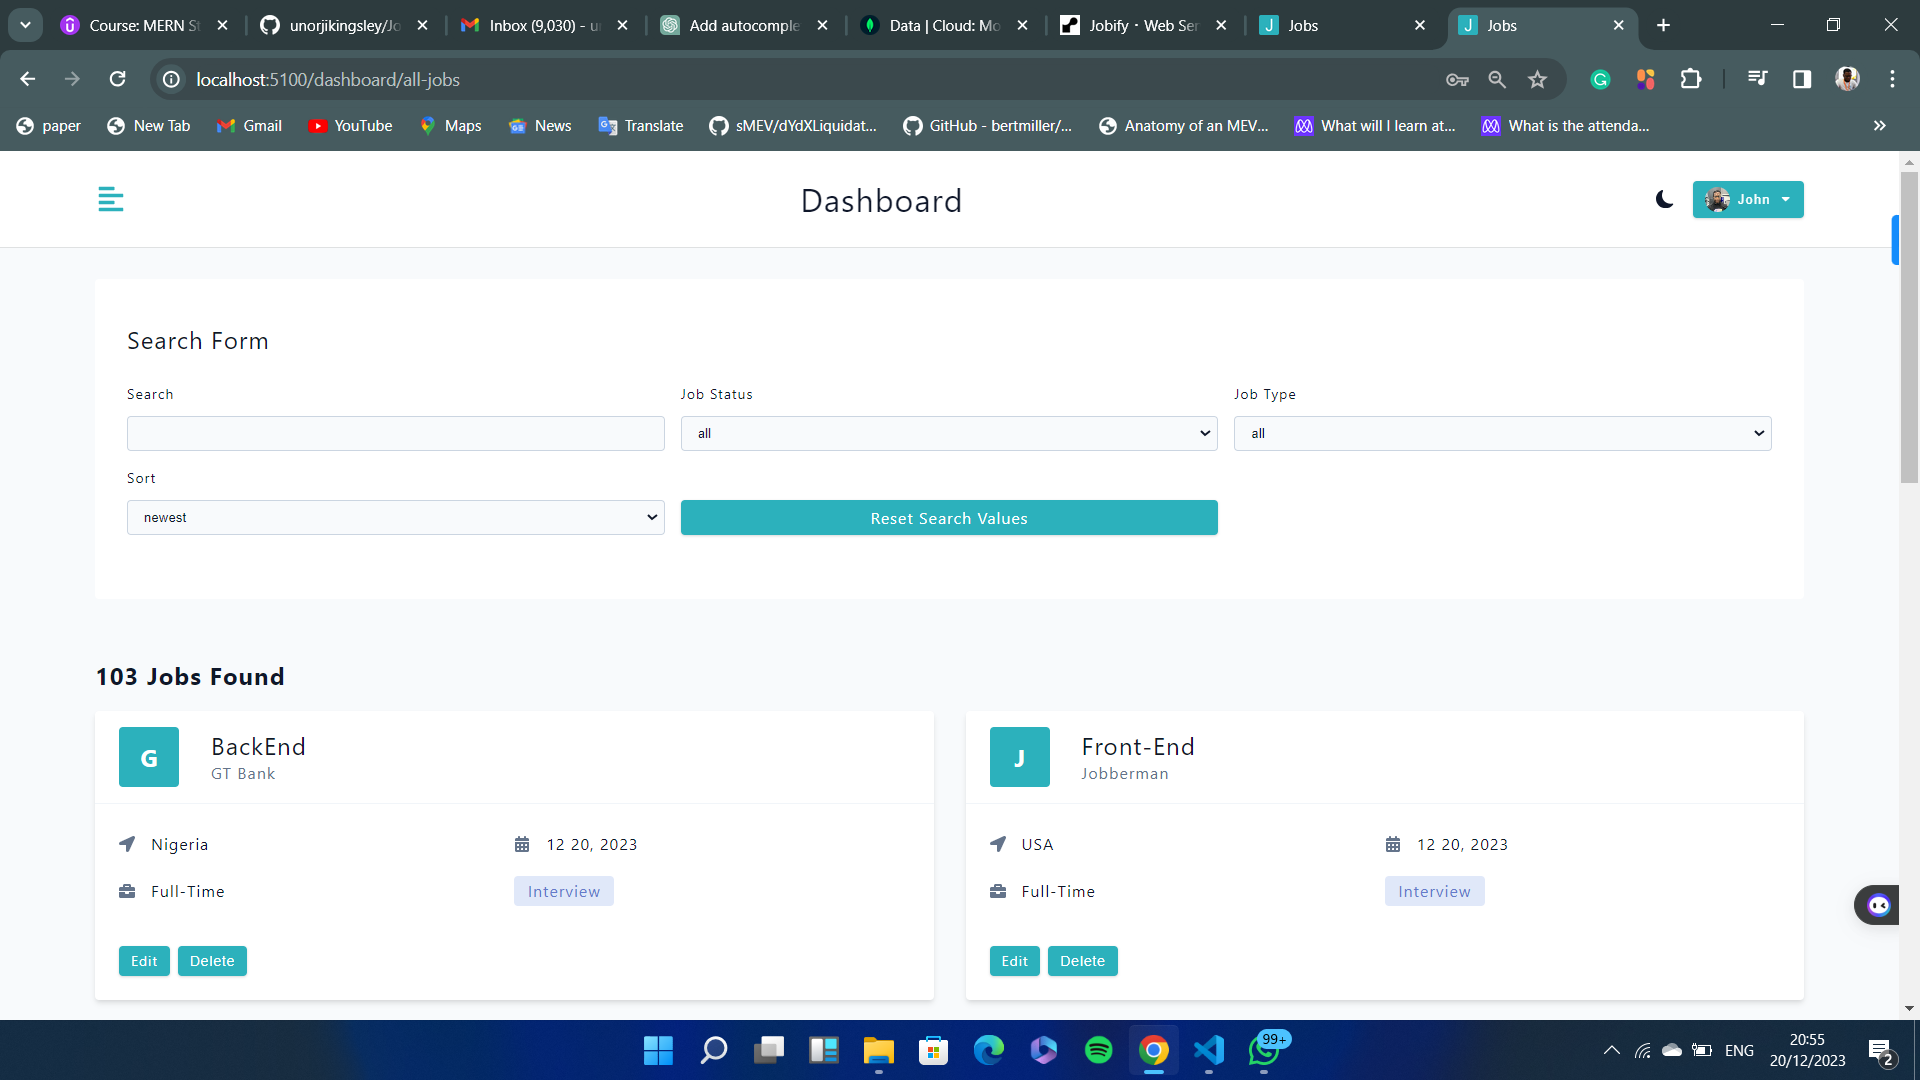 Course: MERN St
unorjikingsley/Jo
Inbox (9,030) - u
Add autocomple
Data | Cloud: Mo
Jobify · Web Ser
Jobs
Jobs
localhost:5100/dashboard/all-jobs
paper
New Tab
Gmail
YouTube
Maps
News
Translate
sMEV/dYdXLiquidat...
GitHub - bertmiller/...
Anatomy of an MEV...
What will I learn at...
What is the attenda...
Dashboard
John
Search Form
Search
Job Status
Job Type
all
all
Sort
newest
Reset Search Values
103 Jobs Found
G
BackEnd
GT Bank
Nigeria
12 20, 2023
Full-Time
Interview
Edit
Delete
J
Front-End
Jobberman
USA
12 20, 2023
Full-Time
Interview
Edit
Delete
99+
ENG
20:55
20/12/2023
2